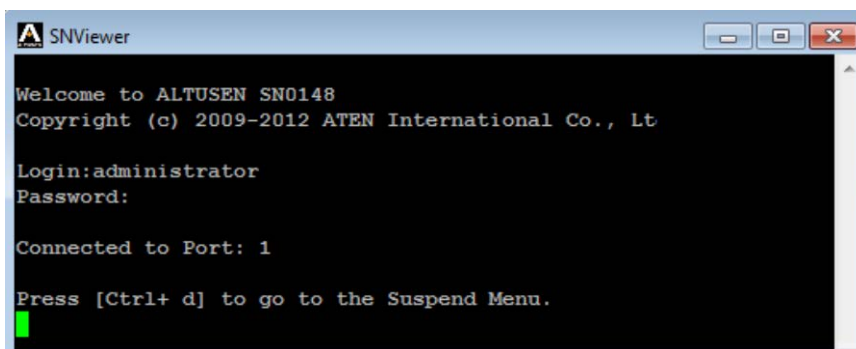 SNViewer
Welcome to ALTUSEN SN0148
Copyright (c) 2009-2012 ATEN International Co., Lt
Login:administrator
Password:
Connected to Port: 1
Press [Ctrl+ d] to go to the Suspend Menu.